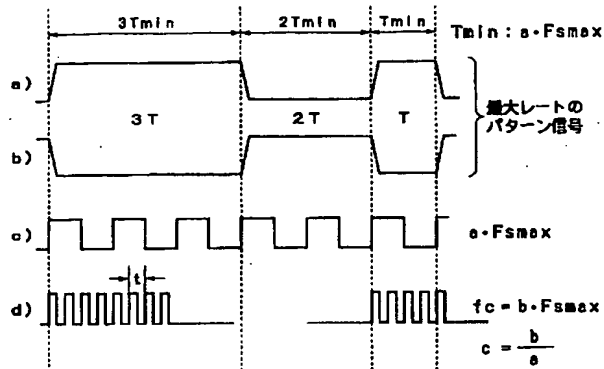 3Tmin 2Tmin Tmin Tmin : a・Fsmax
a)
3T 2T T
最大レートの
パターン信号
b)
c) a・Fsmax
t
d) fc = b・Fsmax
c = b/a